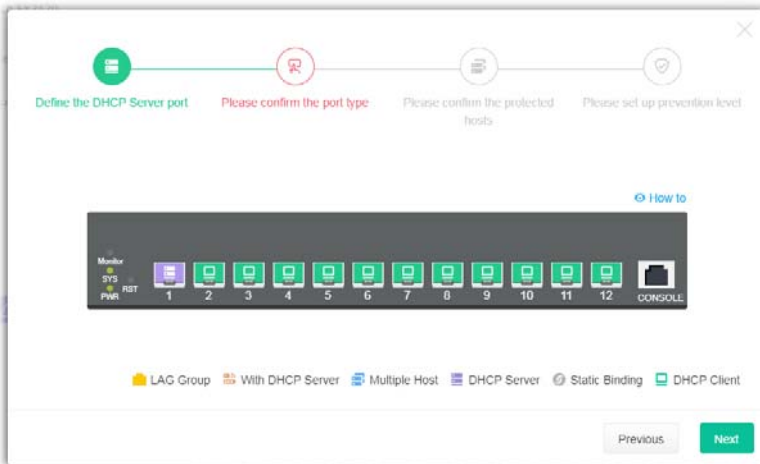 Define the DHCP Server port
Please confirm the port type
Please confirm the protected
hosts
Please set up prevention level
How to
Monitor
SYS
RST
PWR
1 2 3 4 5 6 7 8 9 10 11 12 CONSOLE
LAG Group With DHCP Server Multiple Host DHCP Server Static Binding DHCP Client
Previous Next